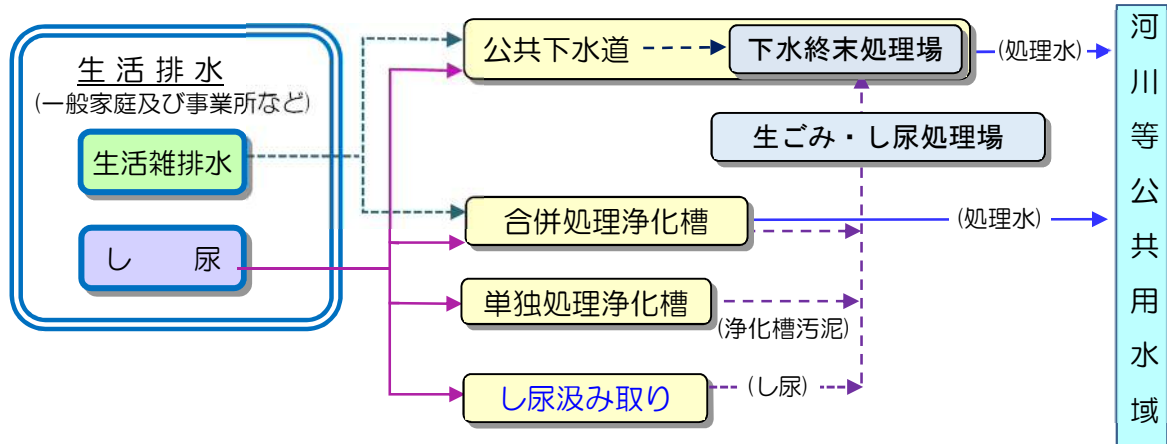 生活排水
(一般家庭及び事業所など)
生活雑排水
し　　尿
公共下水道
下水終末処理場
(処理水)
生ごみ・し尿処理場
合併処理浄化槽
(処理水)
単独処理浄化槽
(浄化槽汚泥)
し尿汲み取り
(し尿)
河川等公共用水域